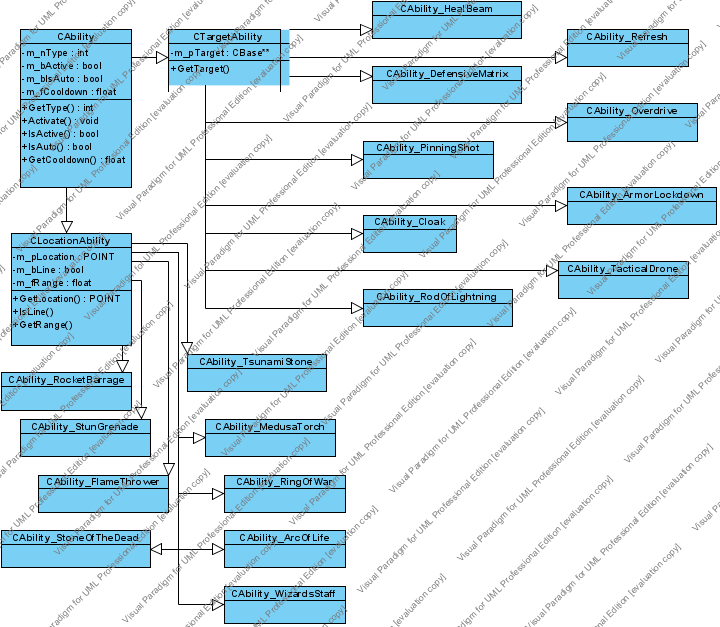 CAbility
-m_nType : int
-m_bActive : bool
-m_bIsAuto : bool
-m_fCooldown : float
+GetType() : int
+Activate() : void
+IsActive() : bool
+IsAuto() : bool
+GetCooldown() : float
CTargetAbility
-m_pTarget : CBase**
+GetTarget()
CAbility_HealBeam
CAbility_Refresh
CAbility_DefensiveMatrix
CAbility_Overdrive
CAbility_PinningShot
CAbility_ArmorLockdown
CAbility_Cloak
CAbility_TacticalDrone
CAbility_RodOfLightning
CLocationAbility
-m_pLocation : POINT
-m_bLine : bool
-m_fRange : float
+GetLocation() : POINT
+IsLine()
+GetRange()
CAbility_TsunamiStone
CAbility_RocketBarrage
CAbility_StunGrenade
CAbility_MedusaTorch
CAbility_FlameThrower
CAbility_RingOfWar
CAbility_StoneOfTheDead
CAbility_ArcOfLife
CAbility_WizardsStaff
Visual Paradigm for UML Professional Edition [evaluation copy]